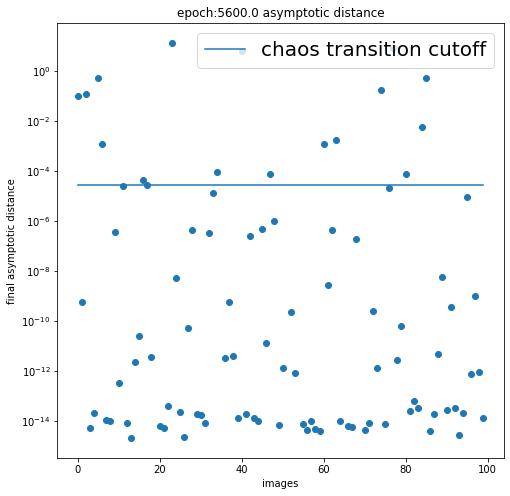 epoch:5600.0 asymptotic distance
chaos transition cutoff
final asymptotic distance
10^0
10^-2
10^-4
10^-6
10^-8
10^-10
10^-12
10^-14
0 20 40 60 80 100
images